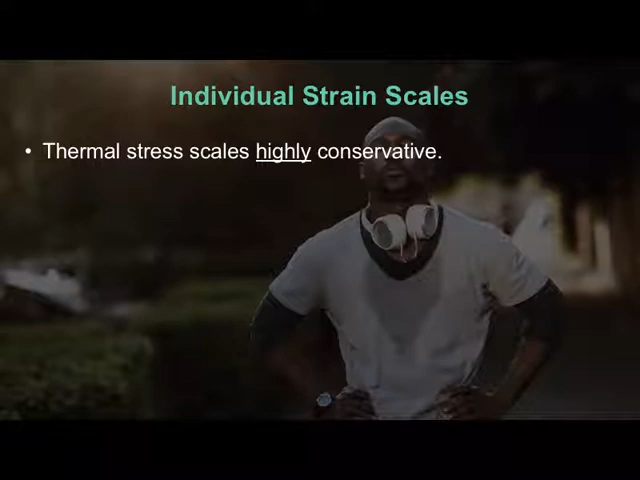 Individual Strain Scales
• Thermal stress scales highly conservative.